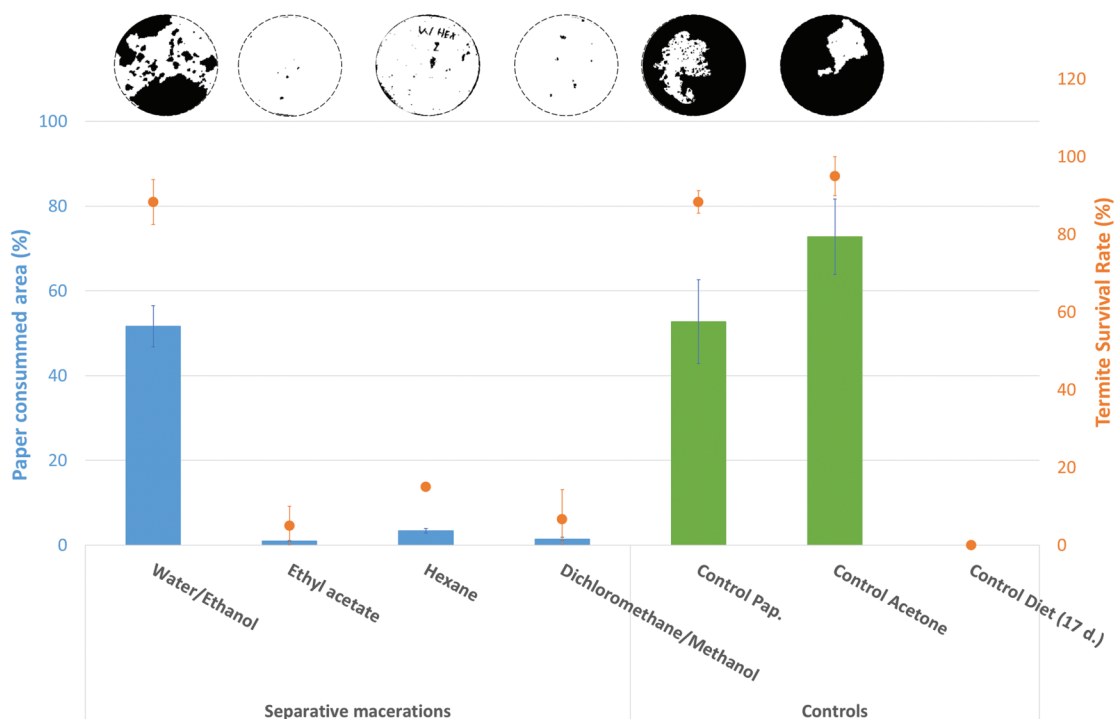 W/ HEX
2
120
100
100
80
80
60
60
40
40
20
20
0
0
Paper consummed area (%)
Termite Survival Rate (%)
Water/Ethanol
Ethyl acetate
Hexane
Dichloromethane/Methanol
Control Pap.
Control Acetone
Control Diet (17 d.)
Separative macerations
Controls